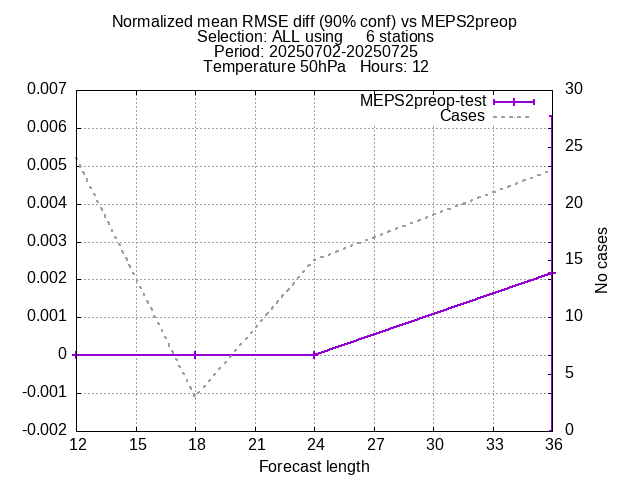 Normalized mean RMSE diff (90% conf) vs MEPS2preop
Selection: ALL using 6 stations
Period: 20250702-20250725
Temperature 50hPa Hours: 12
MEPS2preop-test
Cases
0.007
0.006
0.005
0.004
0.003
0.002
0.001
0
-0.001
-0.002
30
25
20
15
10
5
0
No cases
12 15 18 21 24 27 30 33 36
Forecast length